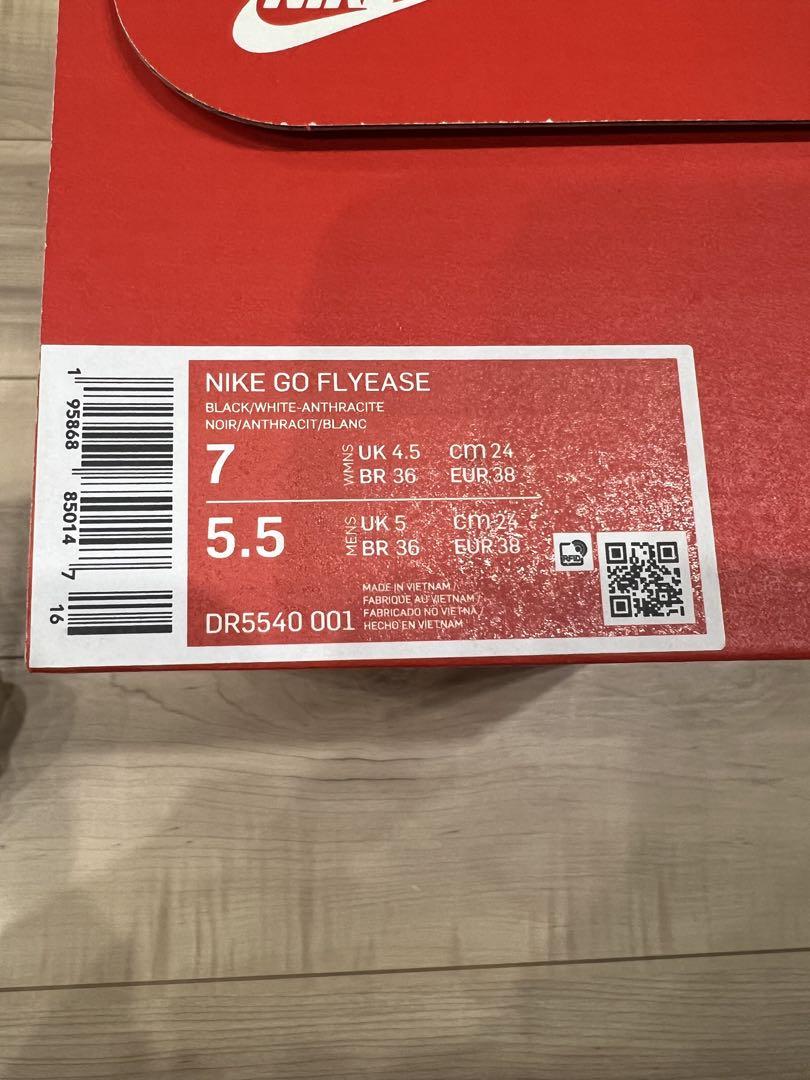 NIKE
NIKE GO FLYEASE
BLACK/WHITE-ANTHRACITE
NOIR/ANTHRACIT/BLANC
7 WMNS UK 4.5 cm 24
BR 36 EUR 38
5.5 MENS UK 5 cm 24
BR 36 EUR 38
MADE IN VIETNAM /
FABRIQUE AU VIETNAM /
FABRICADO NO VIETNA /
HECHO EN VIETNAM
DR5540 001
RFID
1 95868 85014 7 16